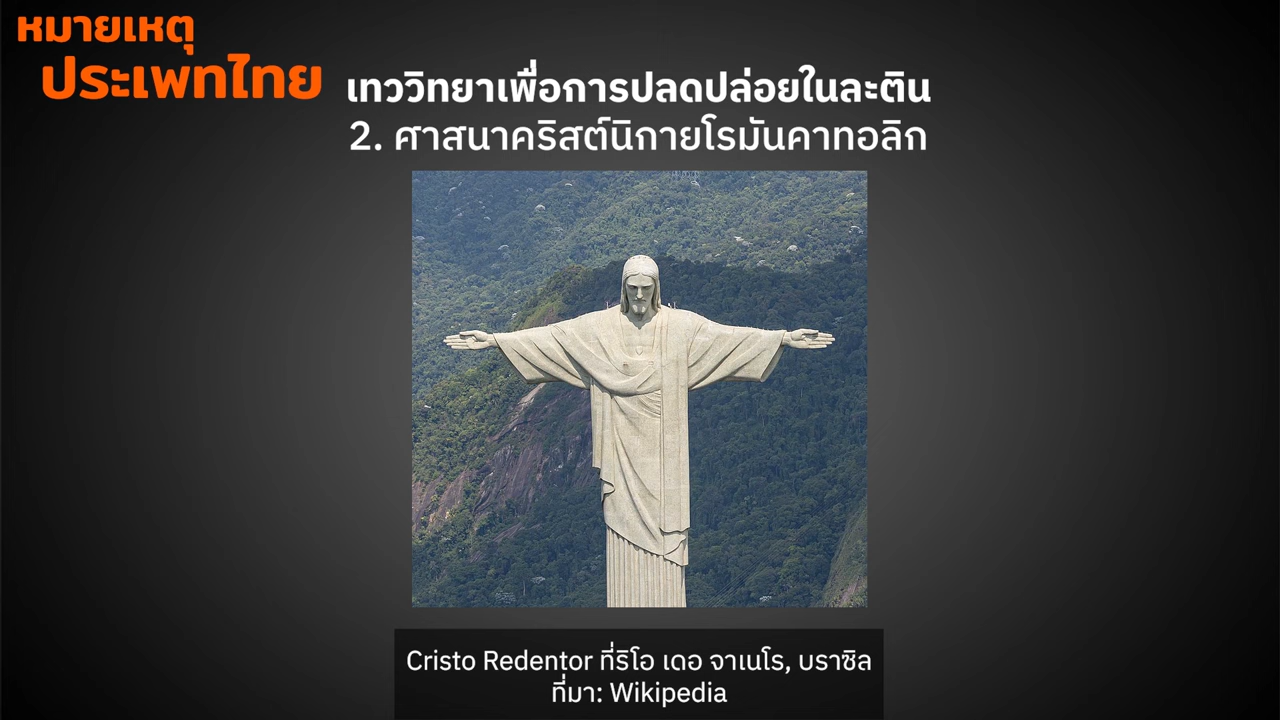 หมายเหตุ
ประเพทไทย
เทววิทยาเพื่อการปลดปล่อยในละติน
2. ศาสนาคริสต์นิกายโรมันคาทอลิก
Cristo Redentor ที่ริโอ เดอ จาเนโร, บราซิล
ที่มา: Wikipedia